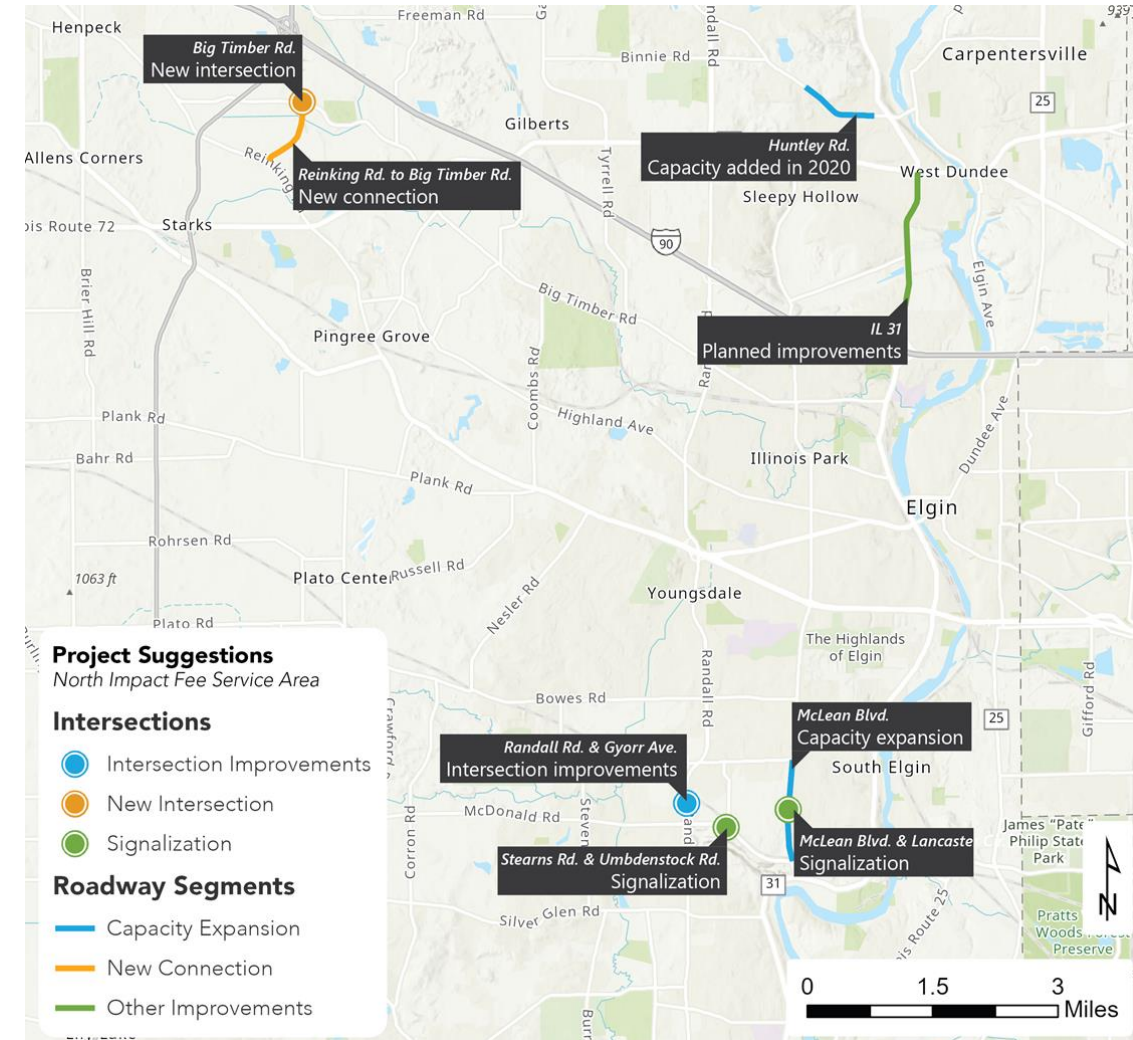 Freeman Rd
Henpeck
939
Big Timber Rd.
New intersection
Binnie Rd
Carpentersville
25
Gilberts
Huntley Rd.
Capacity added in 2020
Allens Corners
Tyrrell Rd
Reinking Rd. to Big Timber Rd.
New connection
West Dundee
Sleepy Hollow
Starks
90
Elgin Ave
Brier Hill Rd
Big Timber Rd
IL 31
Planned improvements
Pingree Grove
Coombs Rd
Plank Rd
Highland Ave
Dundee Ave
Bahr Rd
Illinois Park
Plank Rd
Elgin
Rohrsen Rd
1063 ft
Plato Center
Russell Rd
Nesler Rd
Youngsdale
Plato Rd
The Highlands
of Elgin
Project Suggestions
North Impact Fee Service Area
Randall Rd
Gifford Rd
Bowes Rd
Intersections
McLean Blvd.
Capacity expansion
25
Randall Rd. & Gyorr Ave.
Intersection improvements
Intersection Improvements
South Elgin
New Intersection
McDonald Rd
Corron Rd
Signalization
McLean Blvd. & Lancaste
Signalization
James "Pate"
Philip State
Park
Stearns Rd. & Umbdenstock Rd.
Signalization
31
N
Roadway Segments
Silver Glen Rd
Pratts
Woods Forest
Preserve
Capacity Expansion
New Connection
0 1.5 3
Miles
Other Improvements